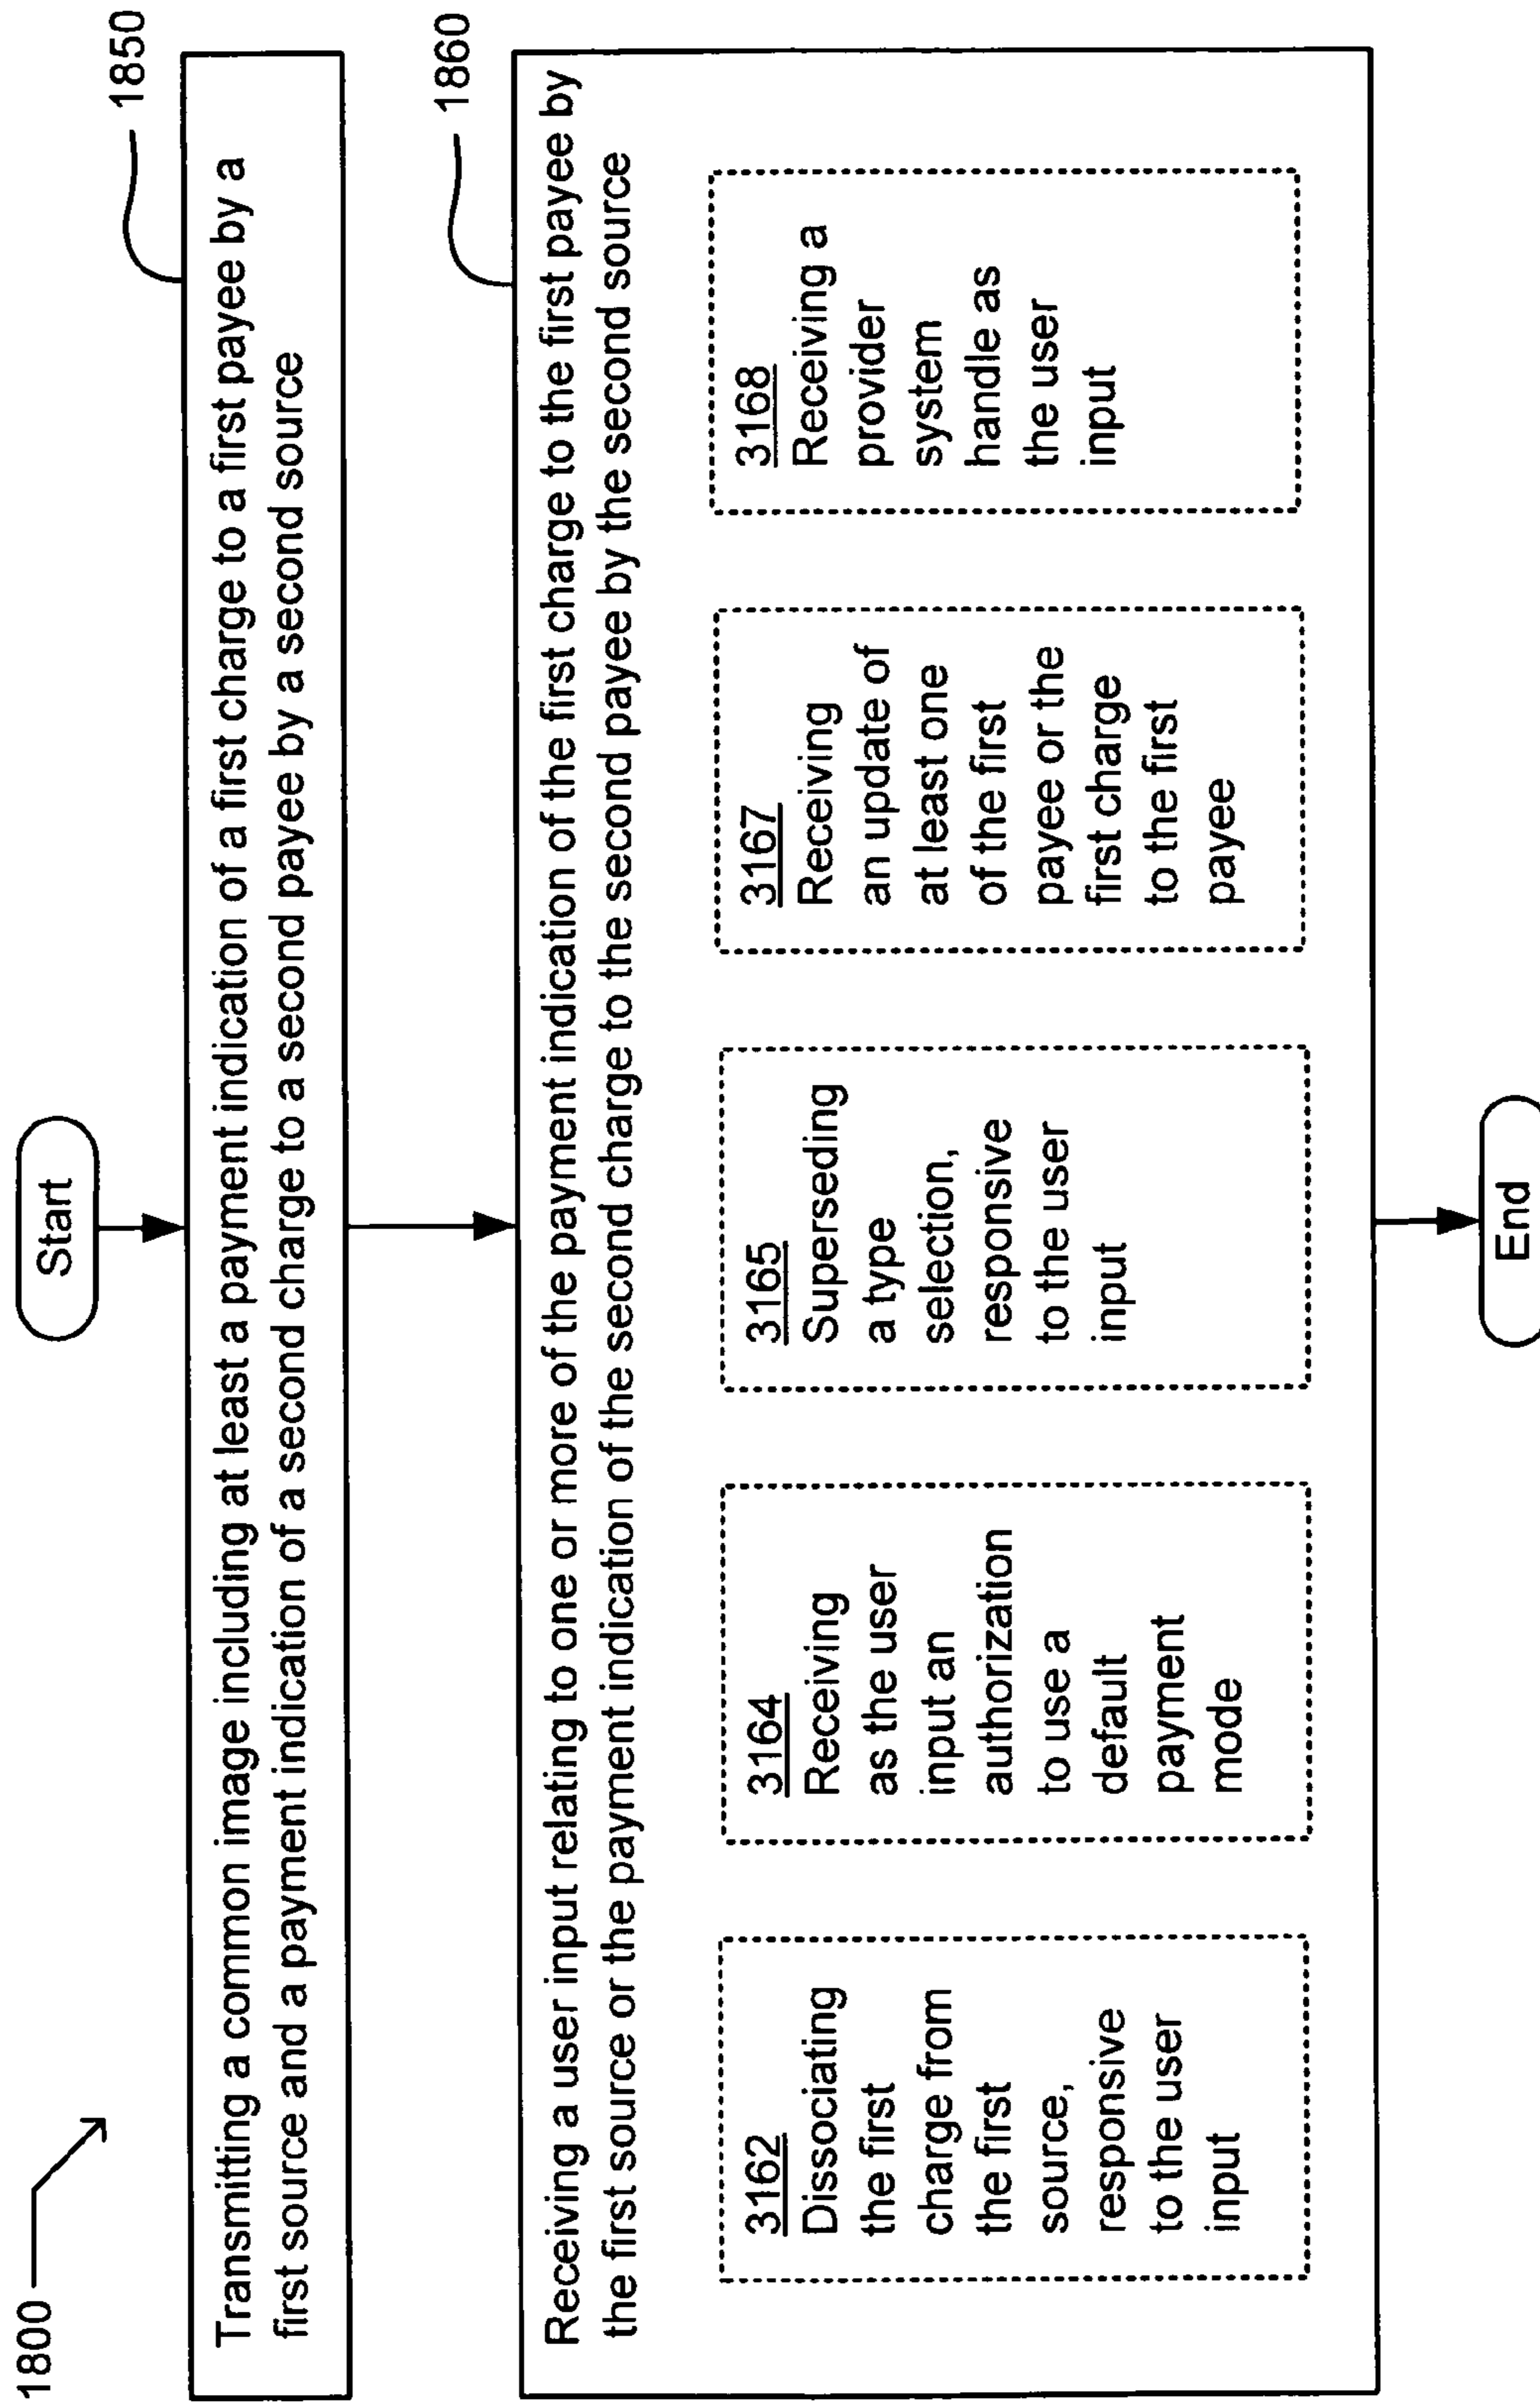 1800
Start
1850
Transmitting a common image including at least a payment indication of a first charge to a first payee by a
first source and a payment indication of a second charge to a second payee by a second source
1860
Receiving a user input relating to one or more of the payment indication of the first charge to the first payee by
the first source or the payment indication of the second charge to the second payee by the second source
3162
Dissociating
the first
charge from
the first
source,
responsive
to the user
input
3164
Receiving
as the user
input an
authorization
to use a
default
payment
mode
3165
Superseding
a type
selection,
responsive
to the user
input
3167
Receiving
an update of
at least one
of the first
payee or the
first charge
to the first
payee
3168
Receiving a
provider
system
handle as
the user
input
End